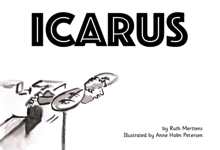 ICARUS
by Ruth Merttens
Illustrated by Anne Holm Petersen